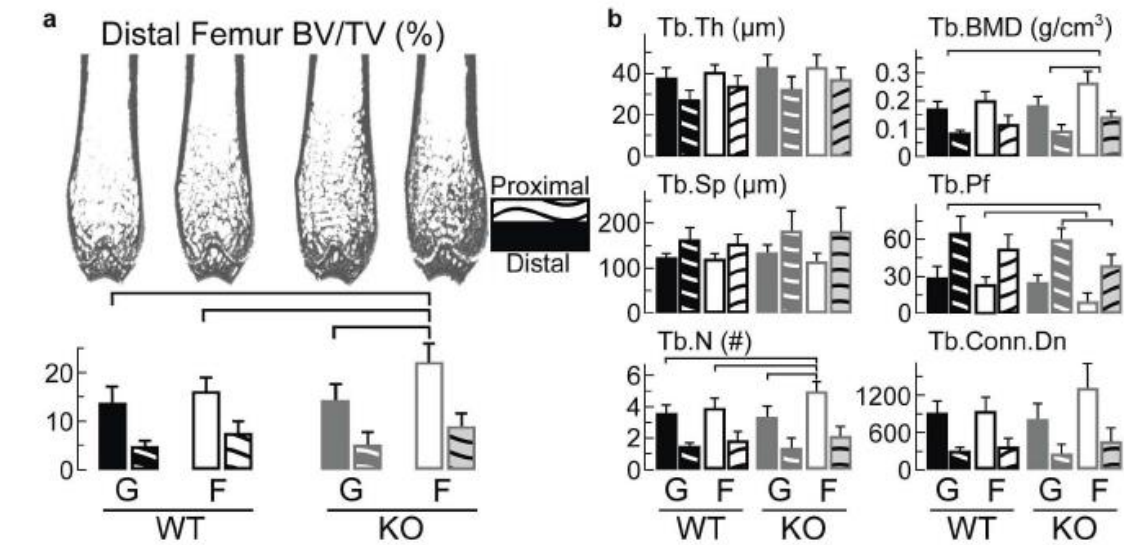 a
Distal Femur BV/TV (%)
Proximal
Distal
20
10
0
G F G F
WT KO
b
Tb.Th (µm)
40
20
0
Tb.BMD (g/cm³)
0.3
0.2
0.1
0
Tb.Sp (µm)
200
100
0
Tb.Pf
60
30
0
Tb.N (#)
6
4
2
0
G F G F
WT KO
Tb.Conn.Dn
1200
600
0
G F G F
WT KO